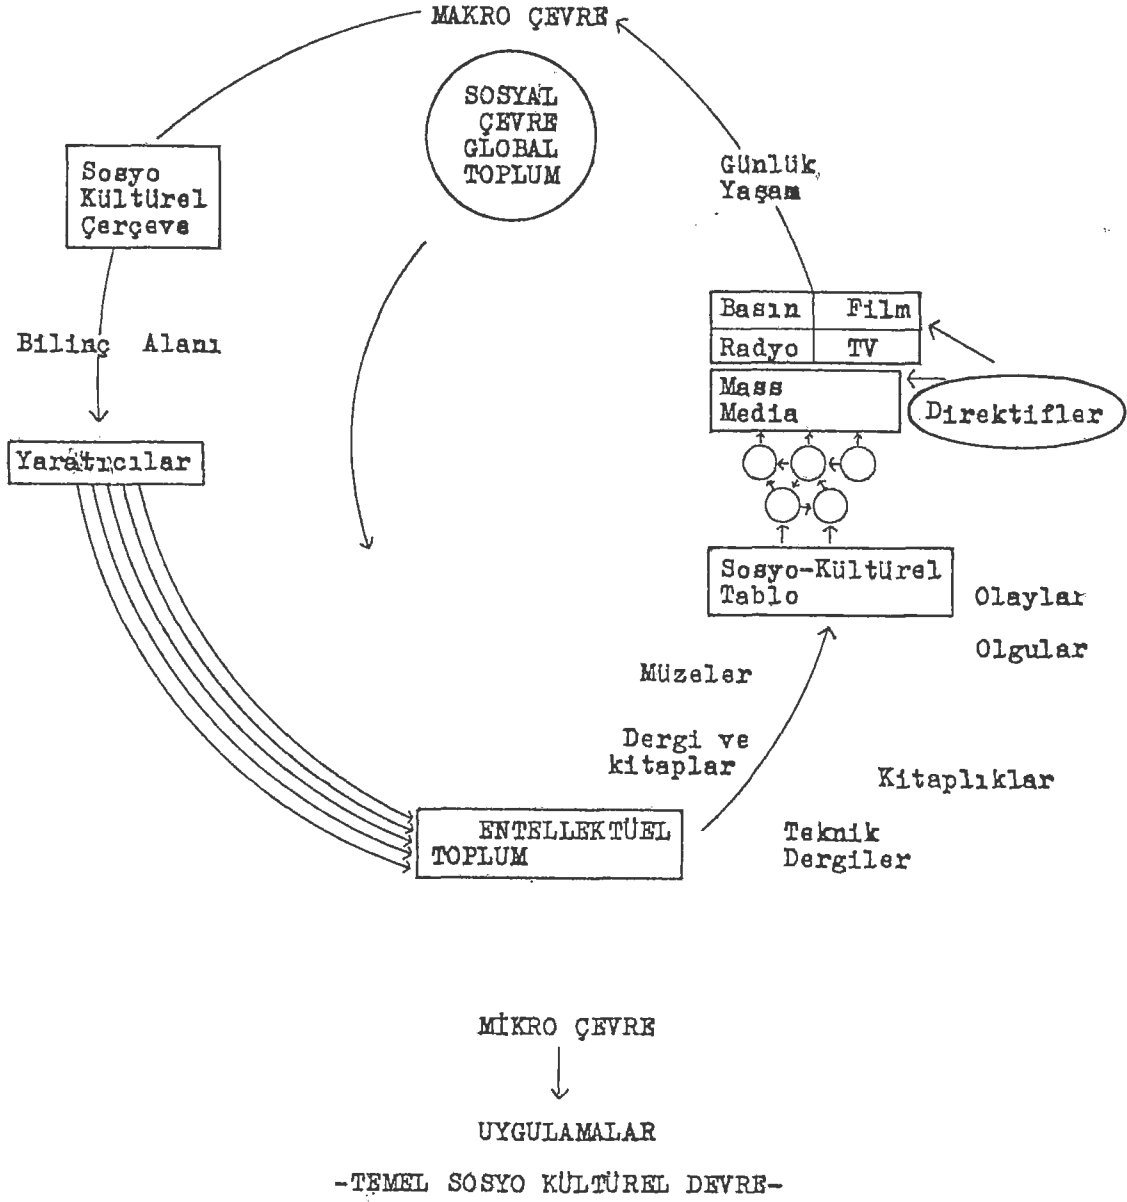 MAKRO ÇEVRE
SOSYAL
ÇEVRE
GLOBAL
TOPLUM
Sosyo
Kültürel
Çerçeve
Günlük
Yaşam
Basın Film
Radyo TV
Mass
Media
Direktifler
Bilinç Alanı
Yaratıcılar
Sosyo-Kültürel
Tablo
Olaylar
Olgular
Müzeler
Dergi ve
kitaplar
Kitaplıklar
ENTELLEKTÜEL
TOPLUM
Teknik
Dergiler
MİKRO ÇEVRE
UYGULAMALAR
-TEMEL SOSYO KÜLTÜREL DEVRE-